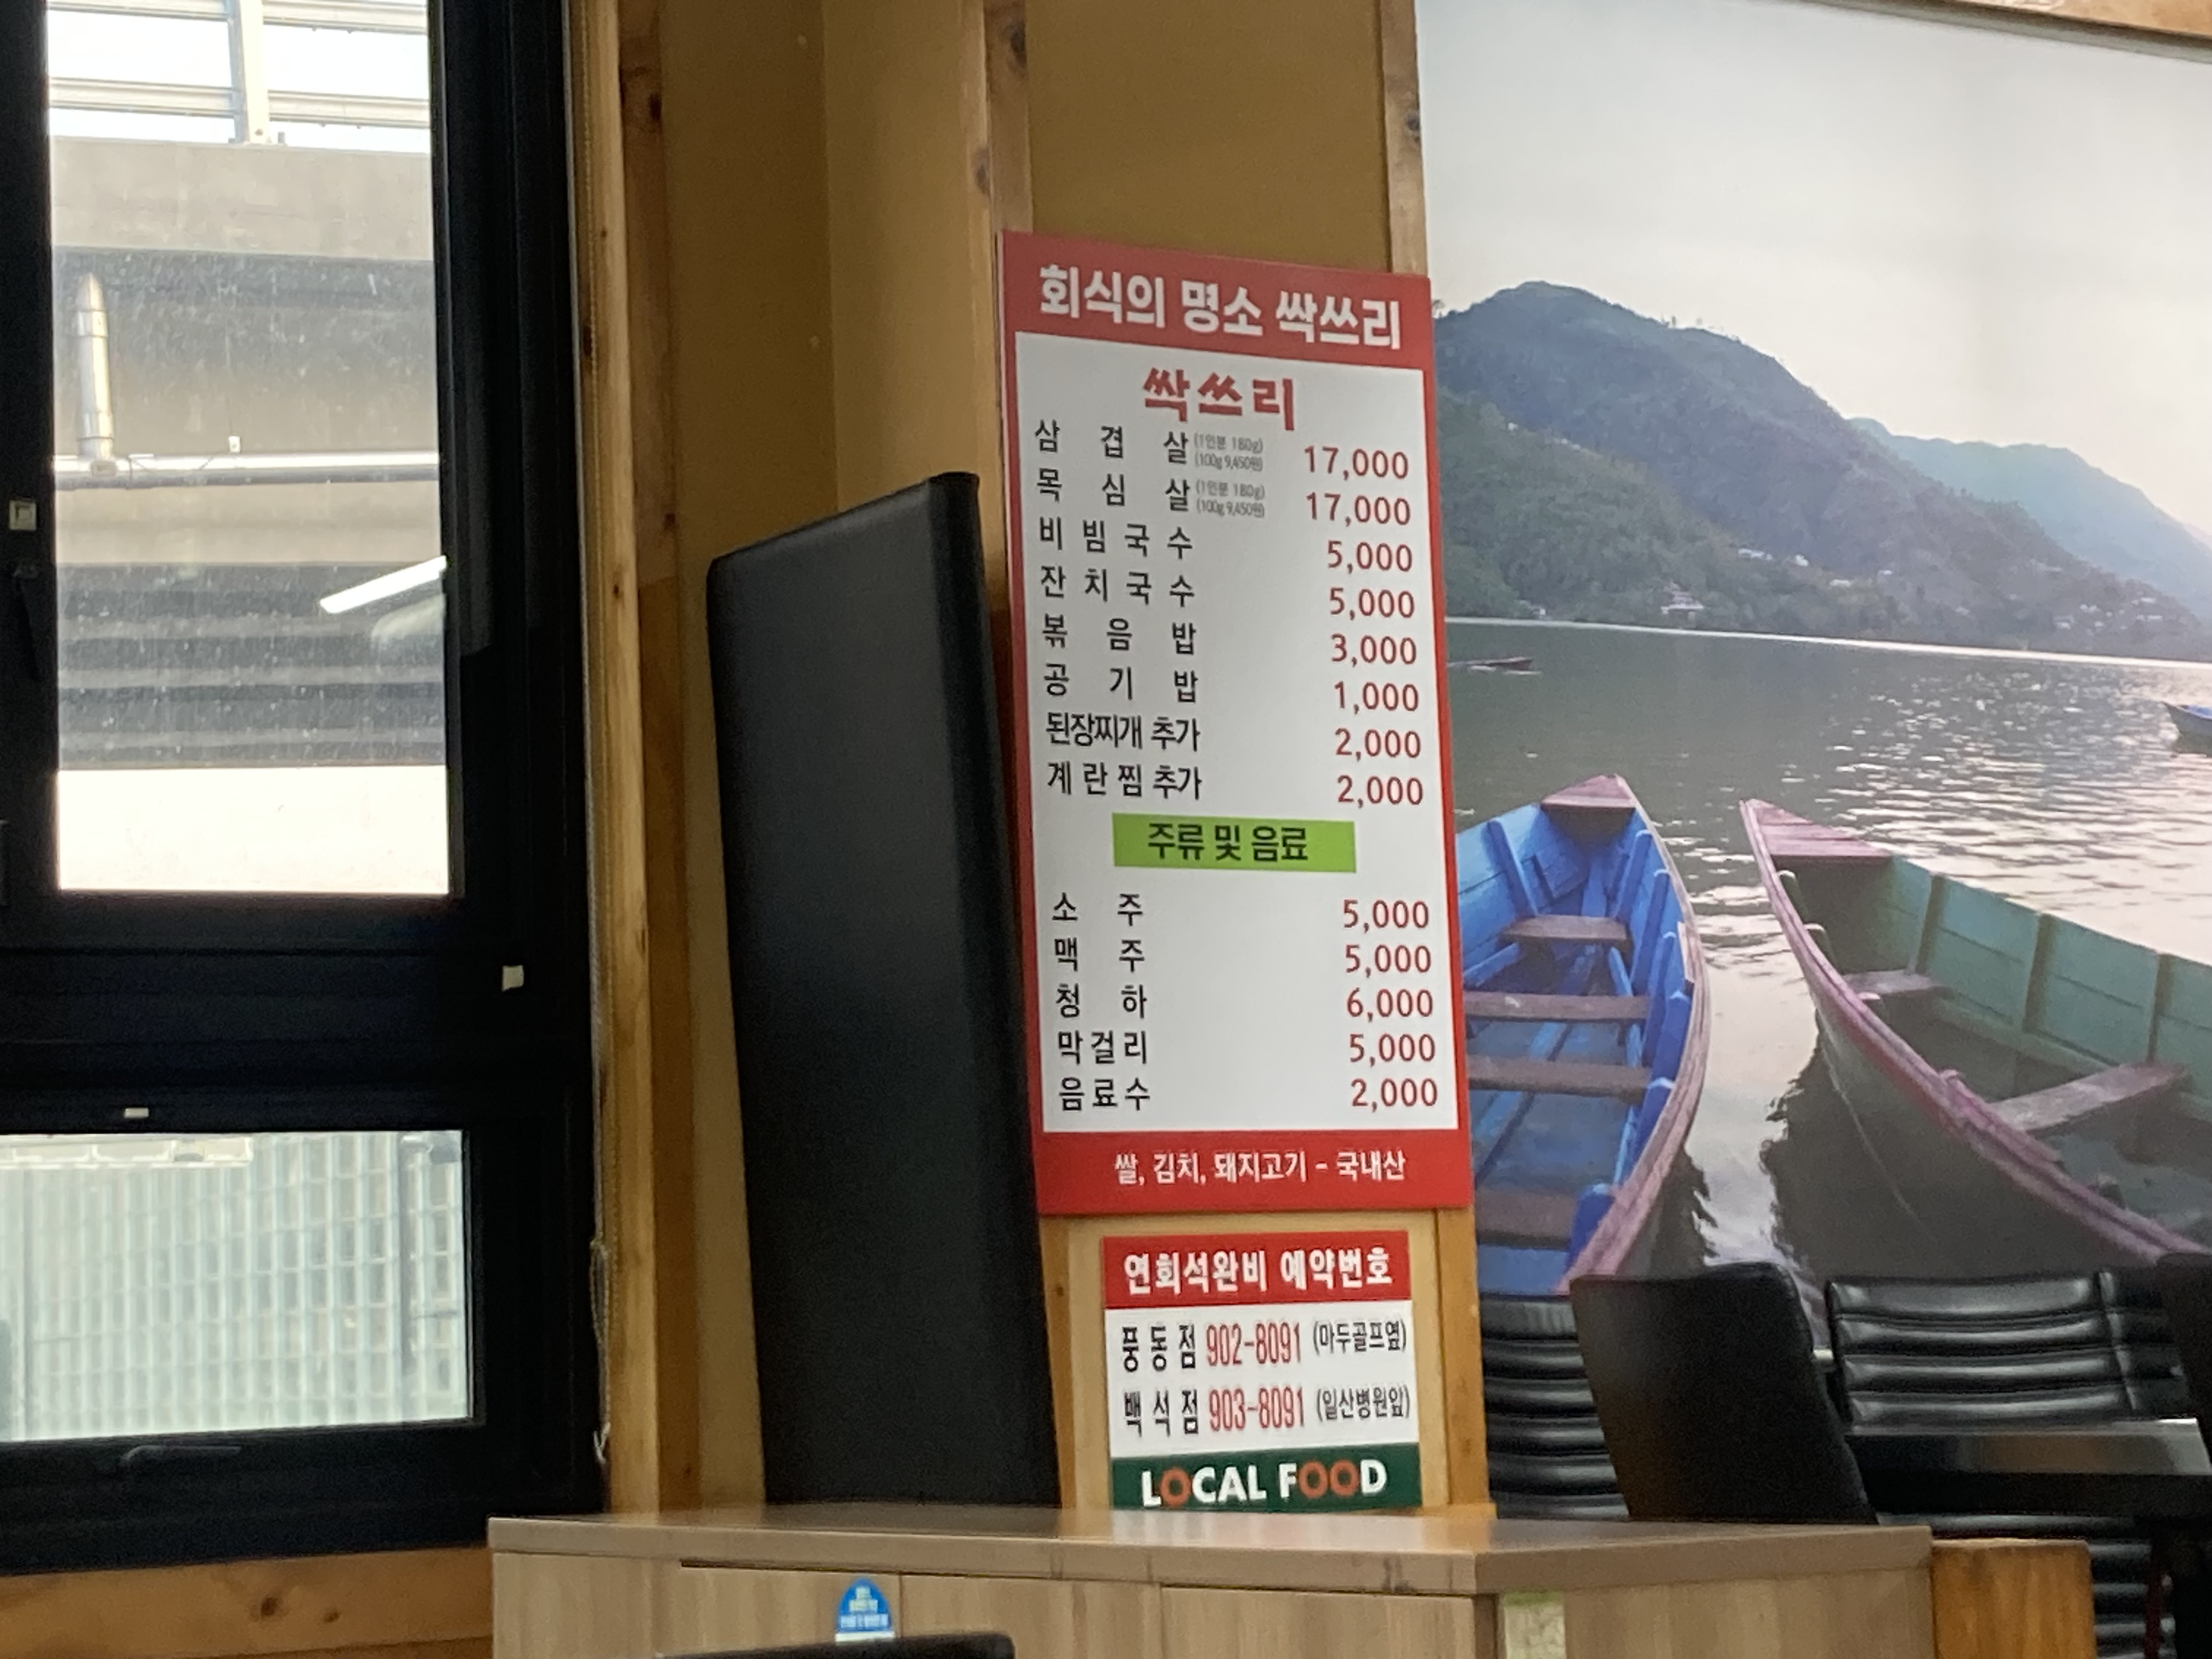 회식의 명소 싹쓰리
싹쓰리
삼겹살 (1인분 180g) (100g 9,450원) 17,000
목심살 (1인분 180g) (100g 9,450원) 17,000
비빔국수 5,000
잔치국수 5,000
볶음밥 3,000
공기밥 1,000
된장찌개 추가 2,000
계란찜 추가 2,000
주류 및 음료
소주 5,000
맥주 5,000
청하 6,000
막걸리 5,000
음료수 2,000
쌀, 김치, 돼지고기 - 국내산
연회석완비 예약번호
풍동점 902-8091 (마두골프옆)
백석점 903-8091 (일산병원앞)
LOCAL FOOD